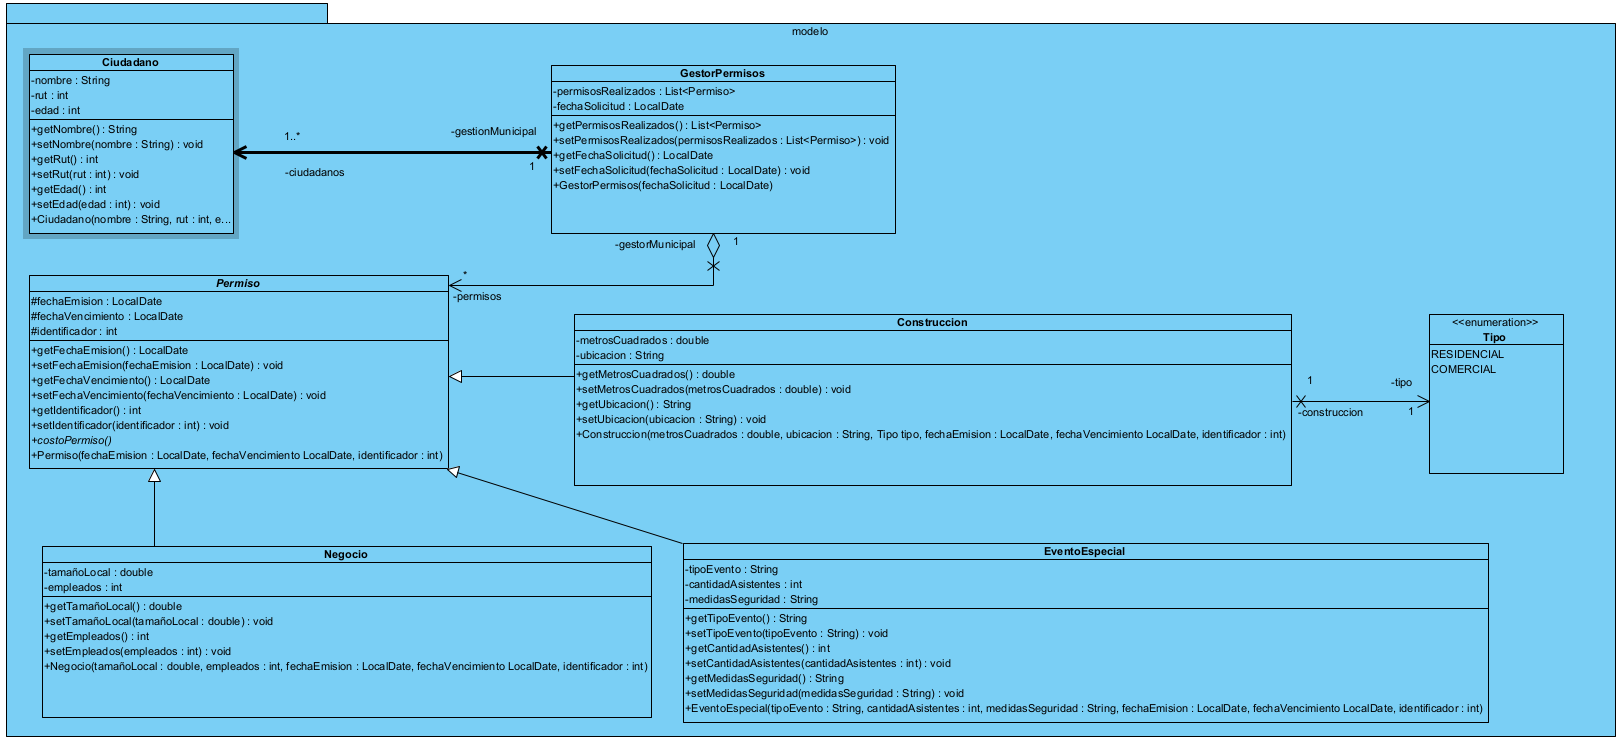 modelo
Ciudadano
-nombre : String
-rut : int
-edad : int
+getNombre() : String
+setNombre(nombre : String) : void
+getRut() : int
+setRut(rut : int) : void
+getEdad() : int
+setEdad(edad : int) : void
+Ciudadano(nombre : String, rut : int, e...
1..*
-ciudadanos
-gestionMunicipal
1
GestorPermisos
-permisosRealizados : List<Permiso>
-fechaSolicitud : LocalDate
+getPermisosRealizados() : List<Permiso>
+setPermisosRealizados(permisosRealizados : List<Permiso>) : void
+getFechaSolicitud() : LocalDate
+setFechaSolicitud(fechaSolicitud : LocalDate) : void
+GestorPermisos(fechaSolicitud : LocalDate)
-gestorMunicipal
1
*
-permisos
Permiso
#fechaEmision : LocalDate
#fechaVencimiento : LocalDate
#identificador : int
+getFechaEmision() : LocalDate
+setFechaEmision(fechaEmision : LocalDate) : void
+getFechaVencimiento() : LocalDate
+setFechaVencimiento(fechaVencimiento : LocalDate) : void
+getIdentificador() : int
+setIdentificador(identificador : int) : void
+costoPermiso()
+Permiso(fechaEmision : LocalDate, fechaVencimiento LocalDate, identificador : int)
Construccion
-metrosCuadrados : double
-ubicacion : String
+getMetrosCuadrados() : double
+setMetrosCuadrados(metrosCuadrados : double) : void
+getUbicacion() : String
+setUbicacion(ubicacion : String) : void
+Construccion(metrosCuadrados : double, ubicacion : String, Tipo tipo, fechaEmision : LocalDate, fechaVencimiento LocalDate, identificador : int)
1
-construccion
-tipo
1
<<enumeration>>
Tipo
RESIDENCIAL
COMERCIAL
Negocio
-tamañoLocal : double
-empleados : int
+getTamañoLocal() : double
+setTamañoLocal(tamañoLocal : double) : void
+getEmpleados() : int
+setEmpleados(empleados : int) : void
+Negocio(tamañoLocal : double, empleados : int, fechaEmision : LocalDate, fechaVencimiento LocalDate, identificador : int)
EventoEspecial
-tipoEvento : String
-cantidadAsistentes : int
-medidasSeguridad : String
+getTipoEvento() : String
+setTipoEvento(tipoEvento : String) : void
+getCantidadAsistentes() : int
+setCantidadAsistentes(cantidadAsistentes : int) : void
+getMedidasSeguridad() : String
+setMedidasSeguridad(medidasSeguridad : String) : void
+EventoEspecial(tipoEvento : String, cantidadAsistentes : int, medidasSeguridad : String, fechaEmision : LocalDate, fechaVencimiento LocalDate, identificador : int)